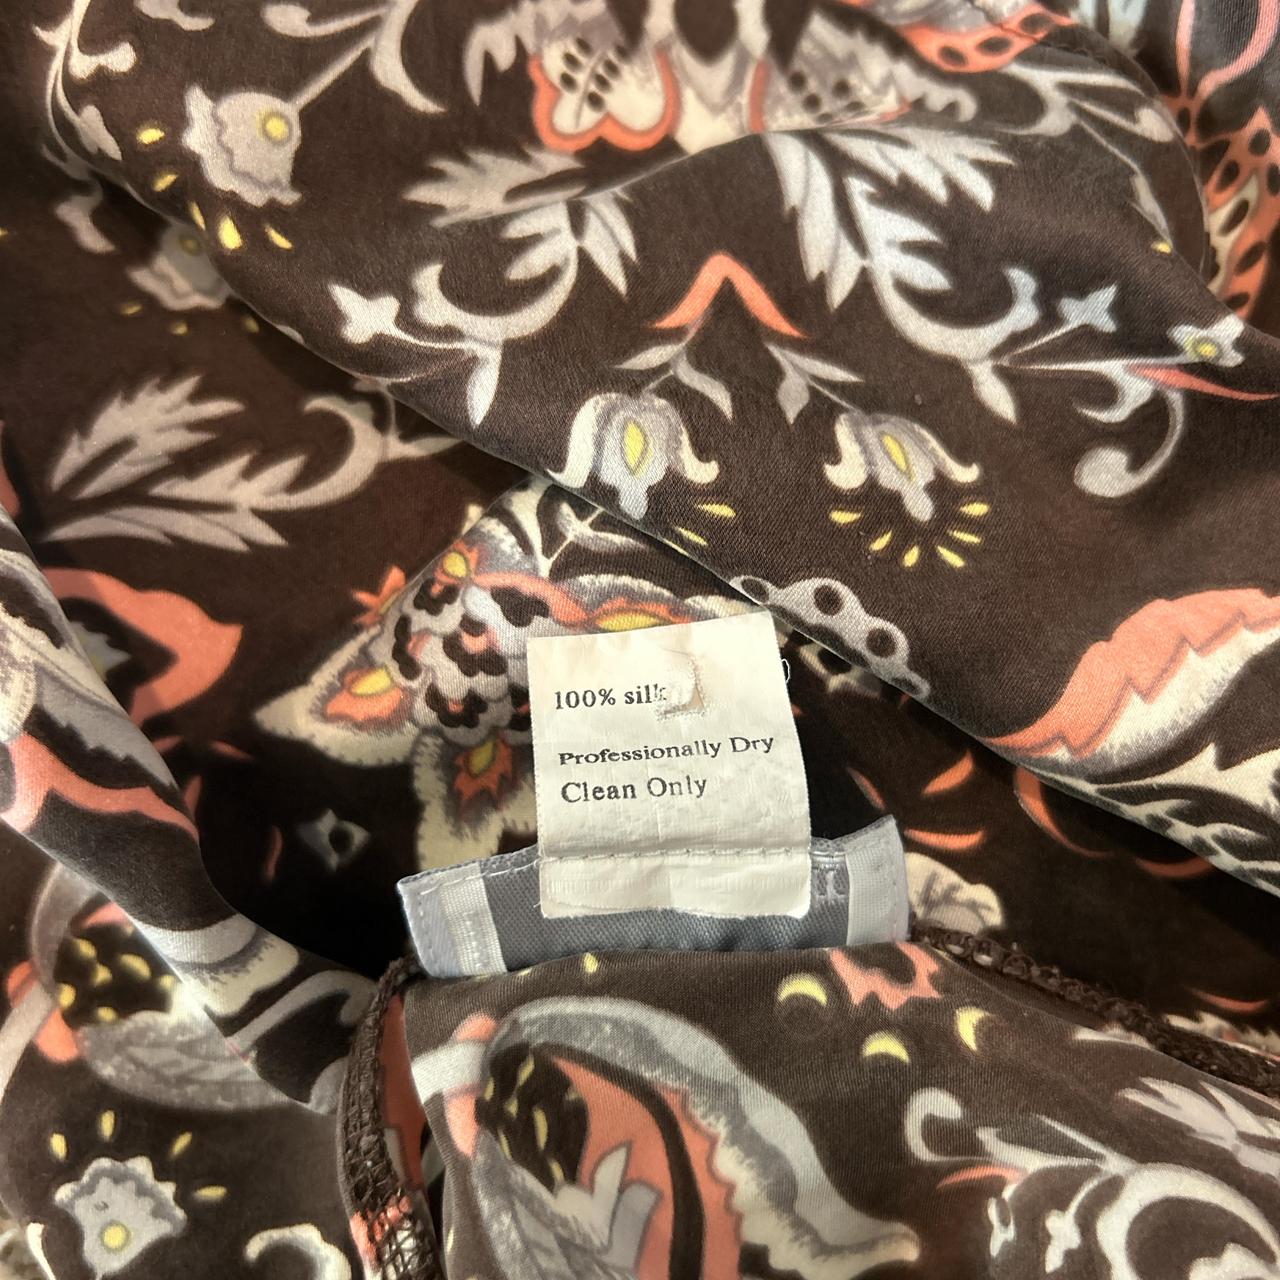 100% silk
Professionally Dry
Clean Only